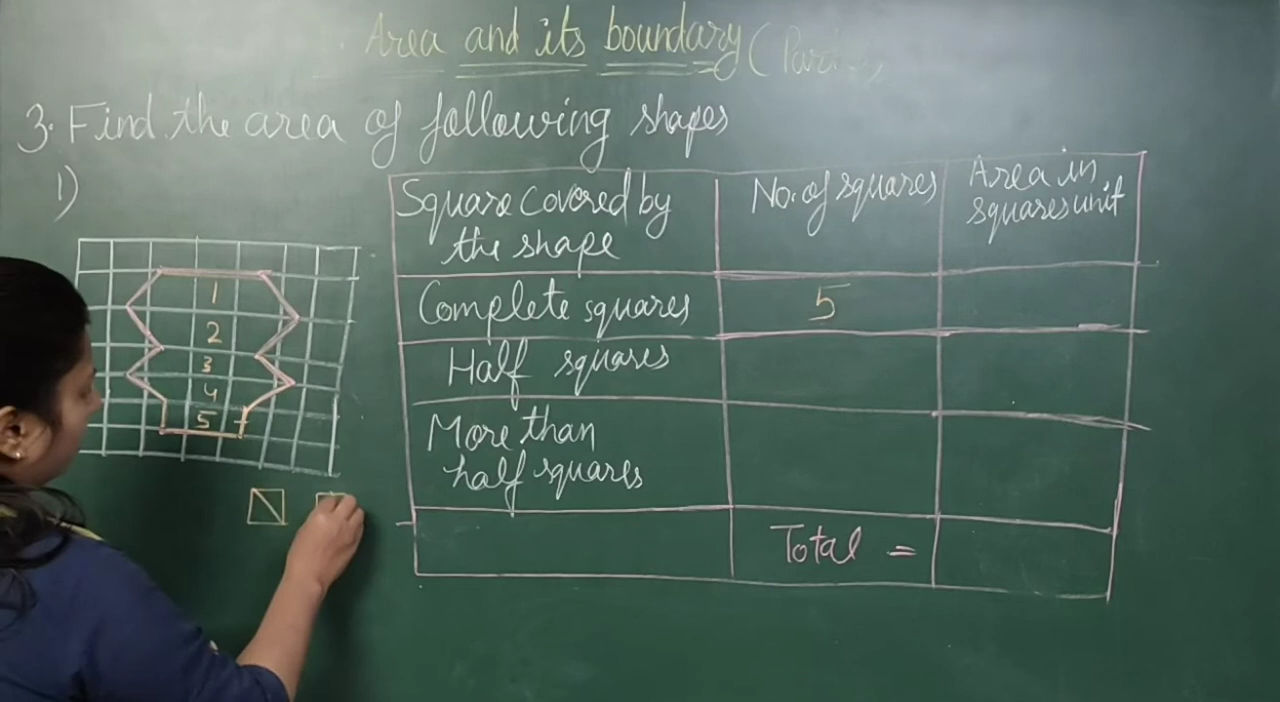 Area and its boundary (Part
3. Find the area of following shapes
1)
Square covered by the shape
No. of squares
Area in squares unit
Complete squares
5
Half squares
More than half squares
Total =
1
2
3
4
5